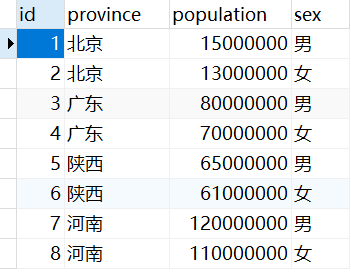 id province population sex
1 北京 15000000 男
2 北京 13000000 女
3 广东 80000000 男
4 广东 70000000 女
5 陕西 65000000 男
6 陕西 61000000 女
7 河南 120000000 男
8 河南 110000000 女